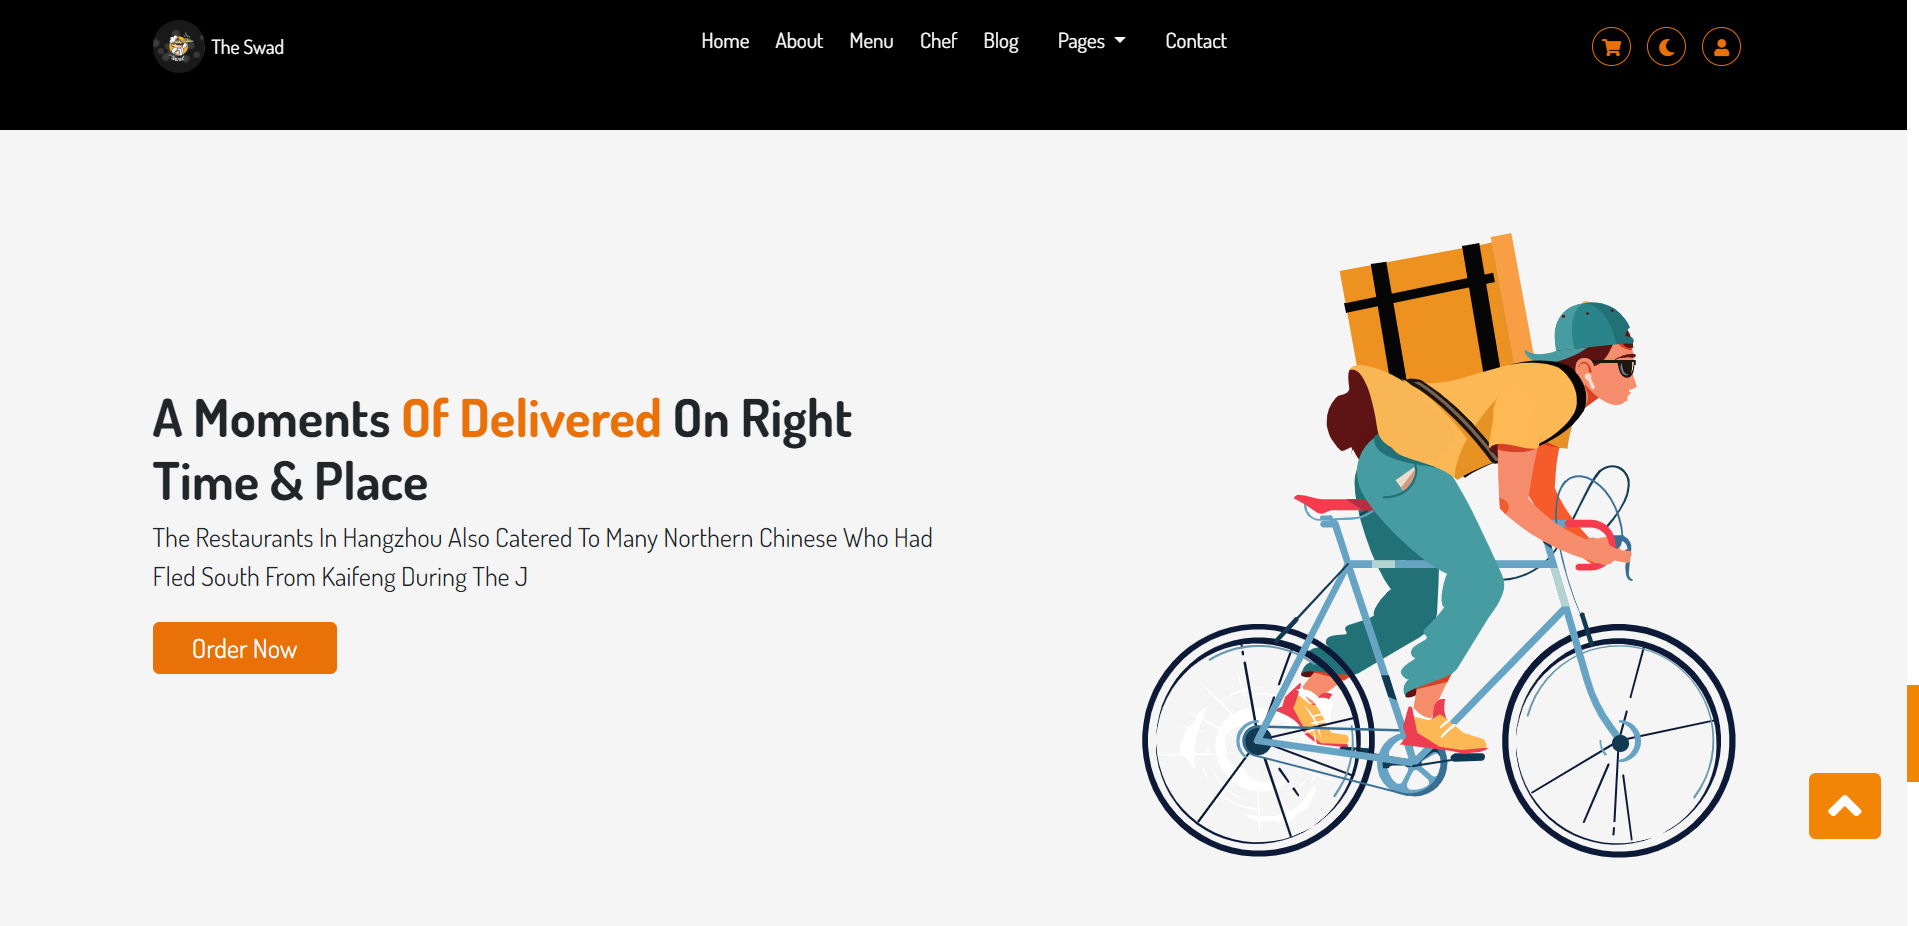 The Swad
Home About Menu Chef Blog Pages Contact
A Moments Of Delivered On Right
Time & Place
The Restaurants In Hangzhou Also Catered To Many Northern Chinese Who Had
Fled South From Kaifeng During The J
Order Now